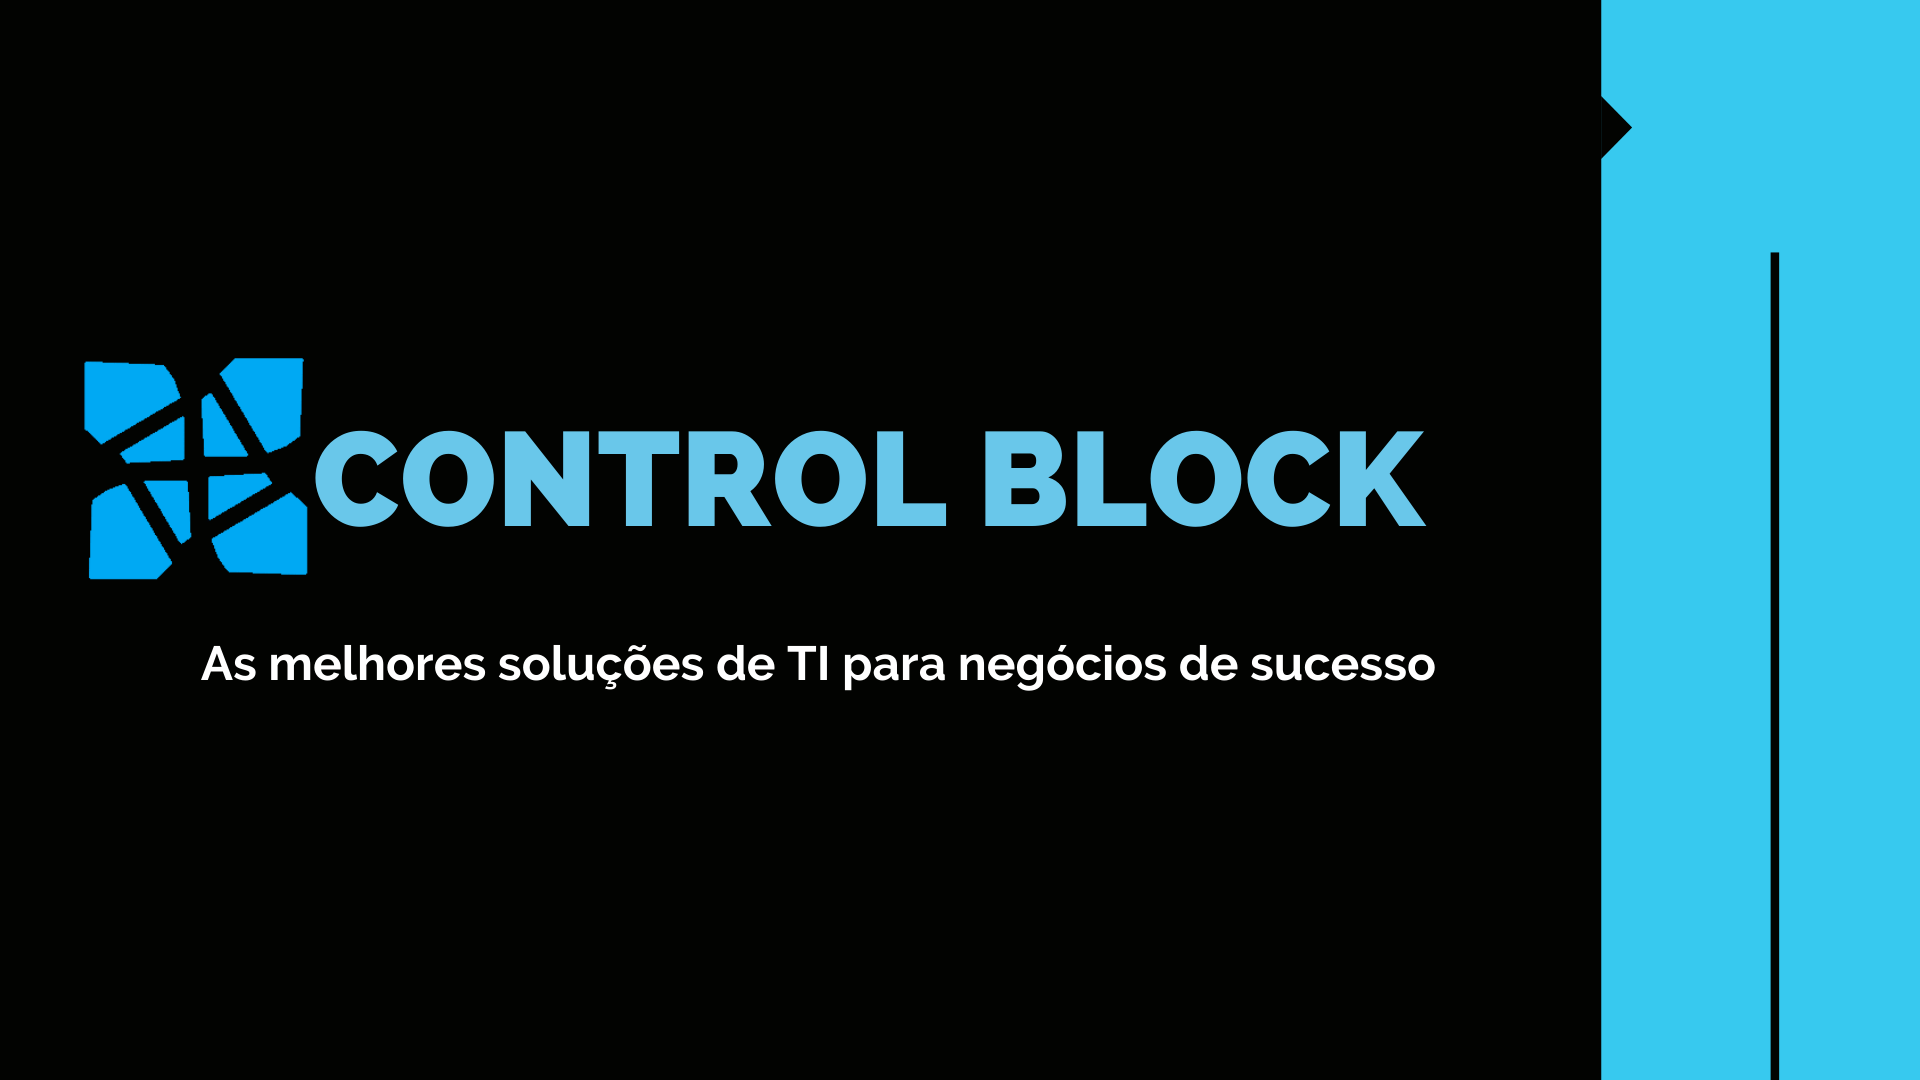 CONTROL BLOCK
As melhores soluções de TI para negócios de sucesso